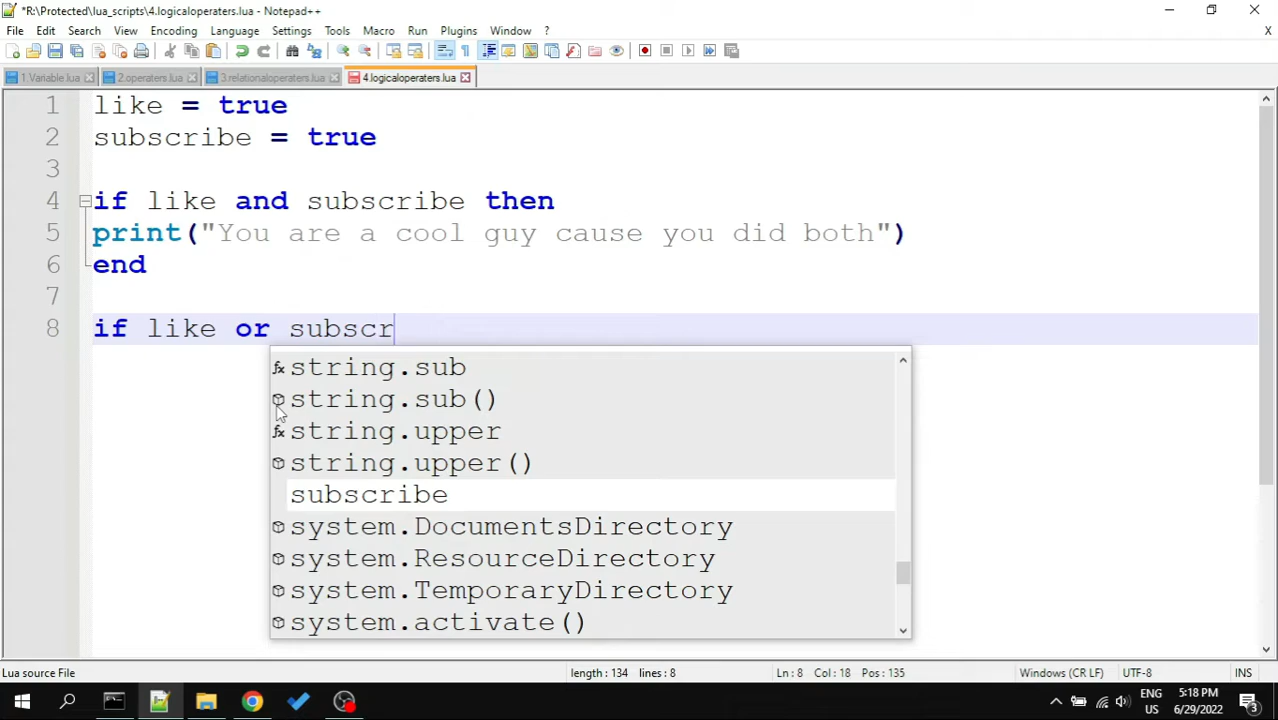 *R:\Protected\lua_scripts\4.logicaloperaters.lua - Notepad++
File Edit Search View Encoding Language Settings Tools Macro Run Plugins Window ?
X
1.Variable.lua 2.operaters.lua 3.relationaloperaters.lua 4.logicaloperaters.lua
1 like = true
2 subscribe = true
3
4 if like and subscribe then
5 print("You are a cool guy cause you did both")
6 end
7
8 if like or subscr
string.sub
string.sub()
string.upper
string.upper()
subscribe
system.DocumentsDirectory
system.ResourceDirectory
system.TemporaryDirectory
system.activate()
Lua source File length : 134 lines : 8 Ln : 8 Col : 18 Pos : 135 Windows (CR LF) UTF-8 INS
ENG US 5:18 PM 6/29/2022 3